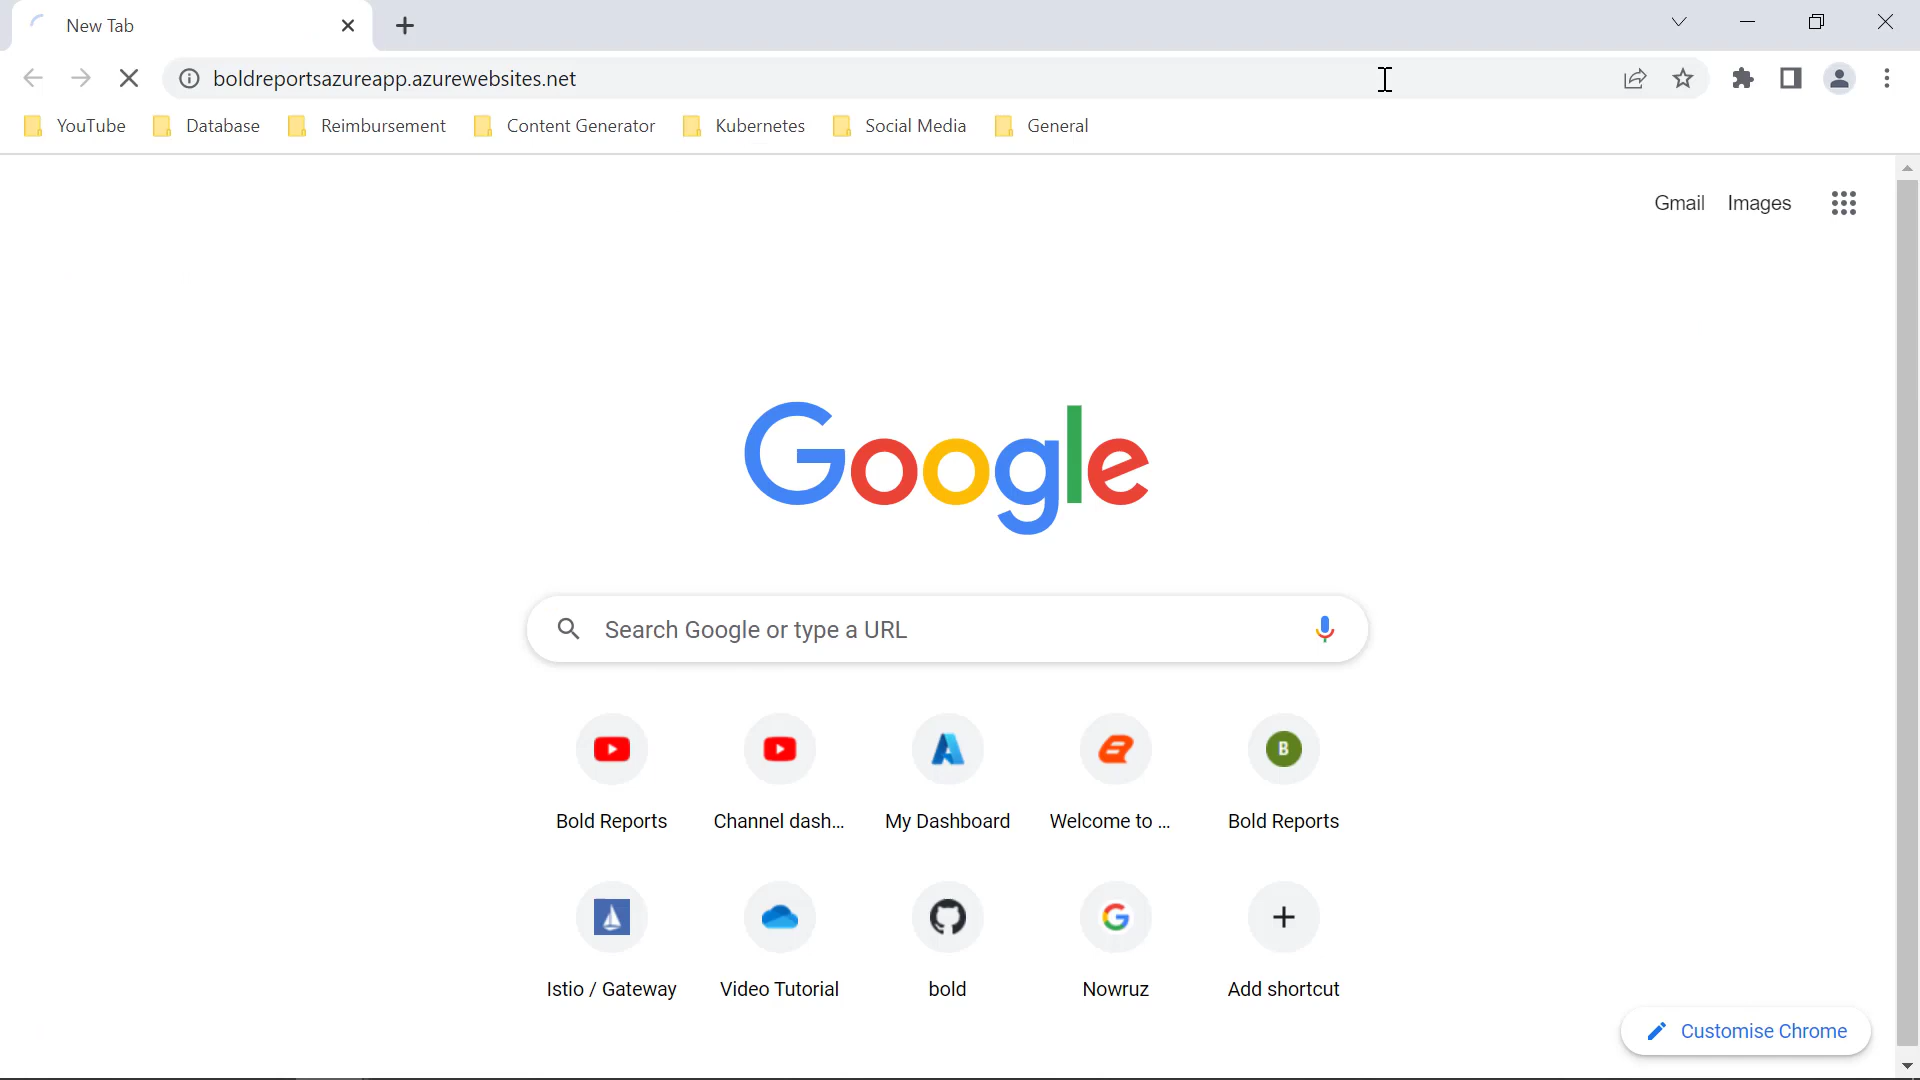 New Tab
boldreportsazureapp.azurewebsites.net
YouTube Database Reimbursement Content Generator Kubernetes Social Media General
Gmail Images
Google
Search Google or type a URL
B
Bold Reports Channel dash... My Dashboard Welcome to ... Bold Reports
Istio / Gateway Video Tutorial bold Nowruz Add shortcut
Customise Chrome